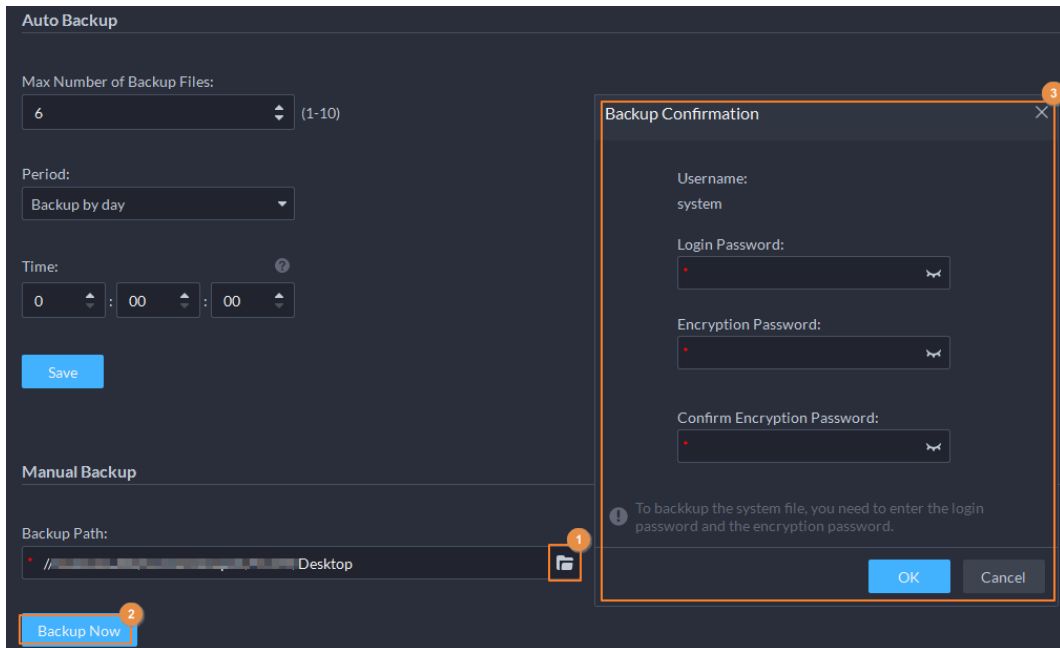 Auto Backup
Max Number of Backup Files:
6 (1-10)
Period:
Backup by day
Time: ?
0 : 00 : 00
Save
Manual Backup
Backup Path:
* // Desktop
1
2
Backup Now
3
Backup Confirmation
Username:
system
Login Password:
*
Encryption Password:
*
Confirm Encryption Password:
*
To backkup the system file, you need to enter the login
password and the encryption password.
OK Cancel